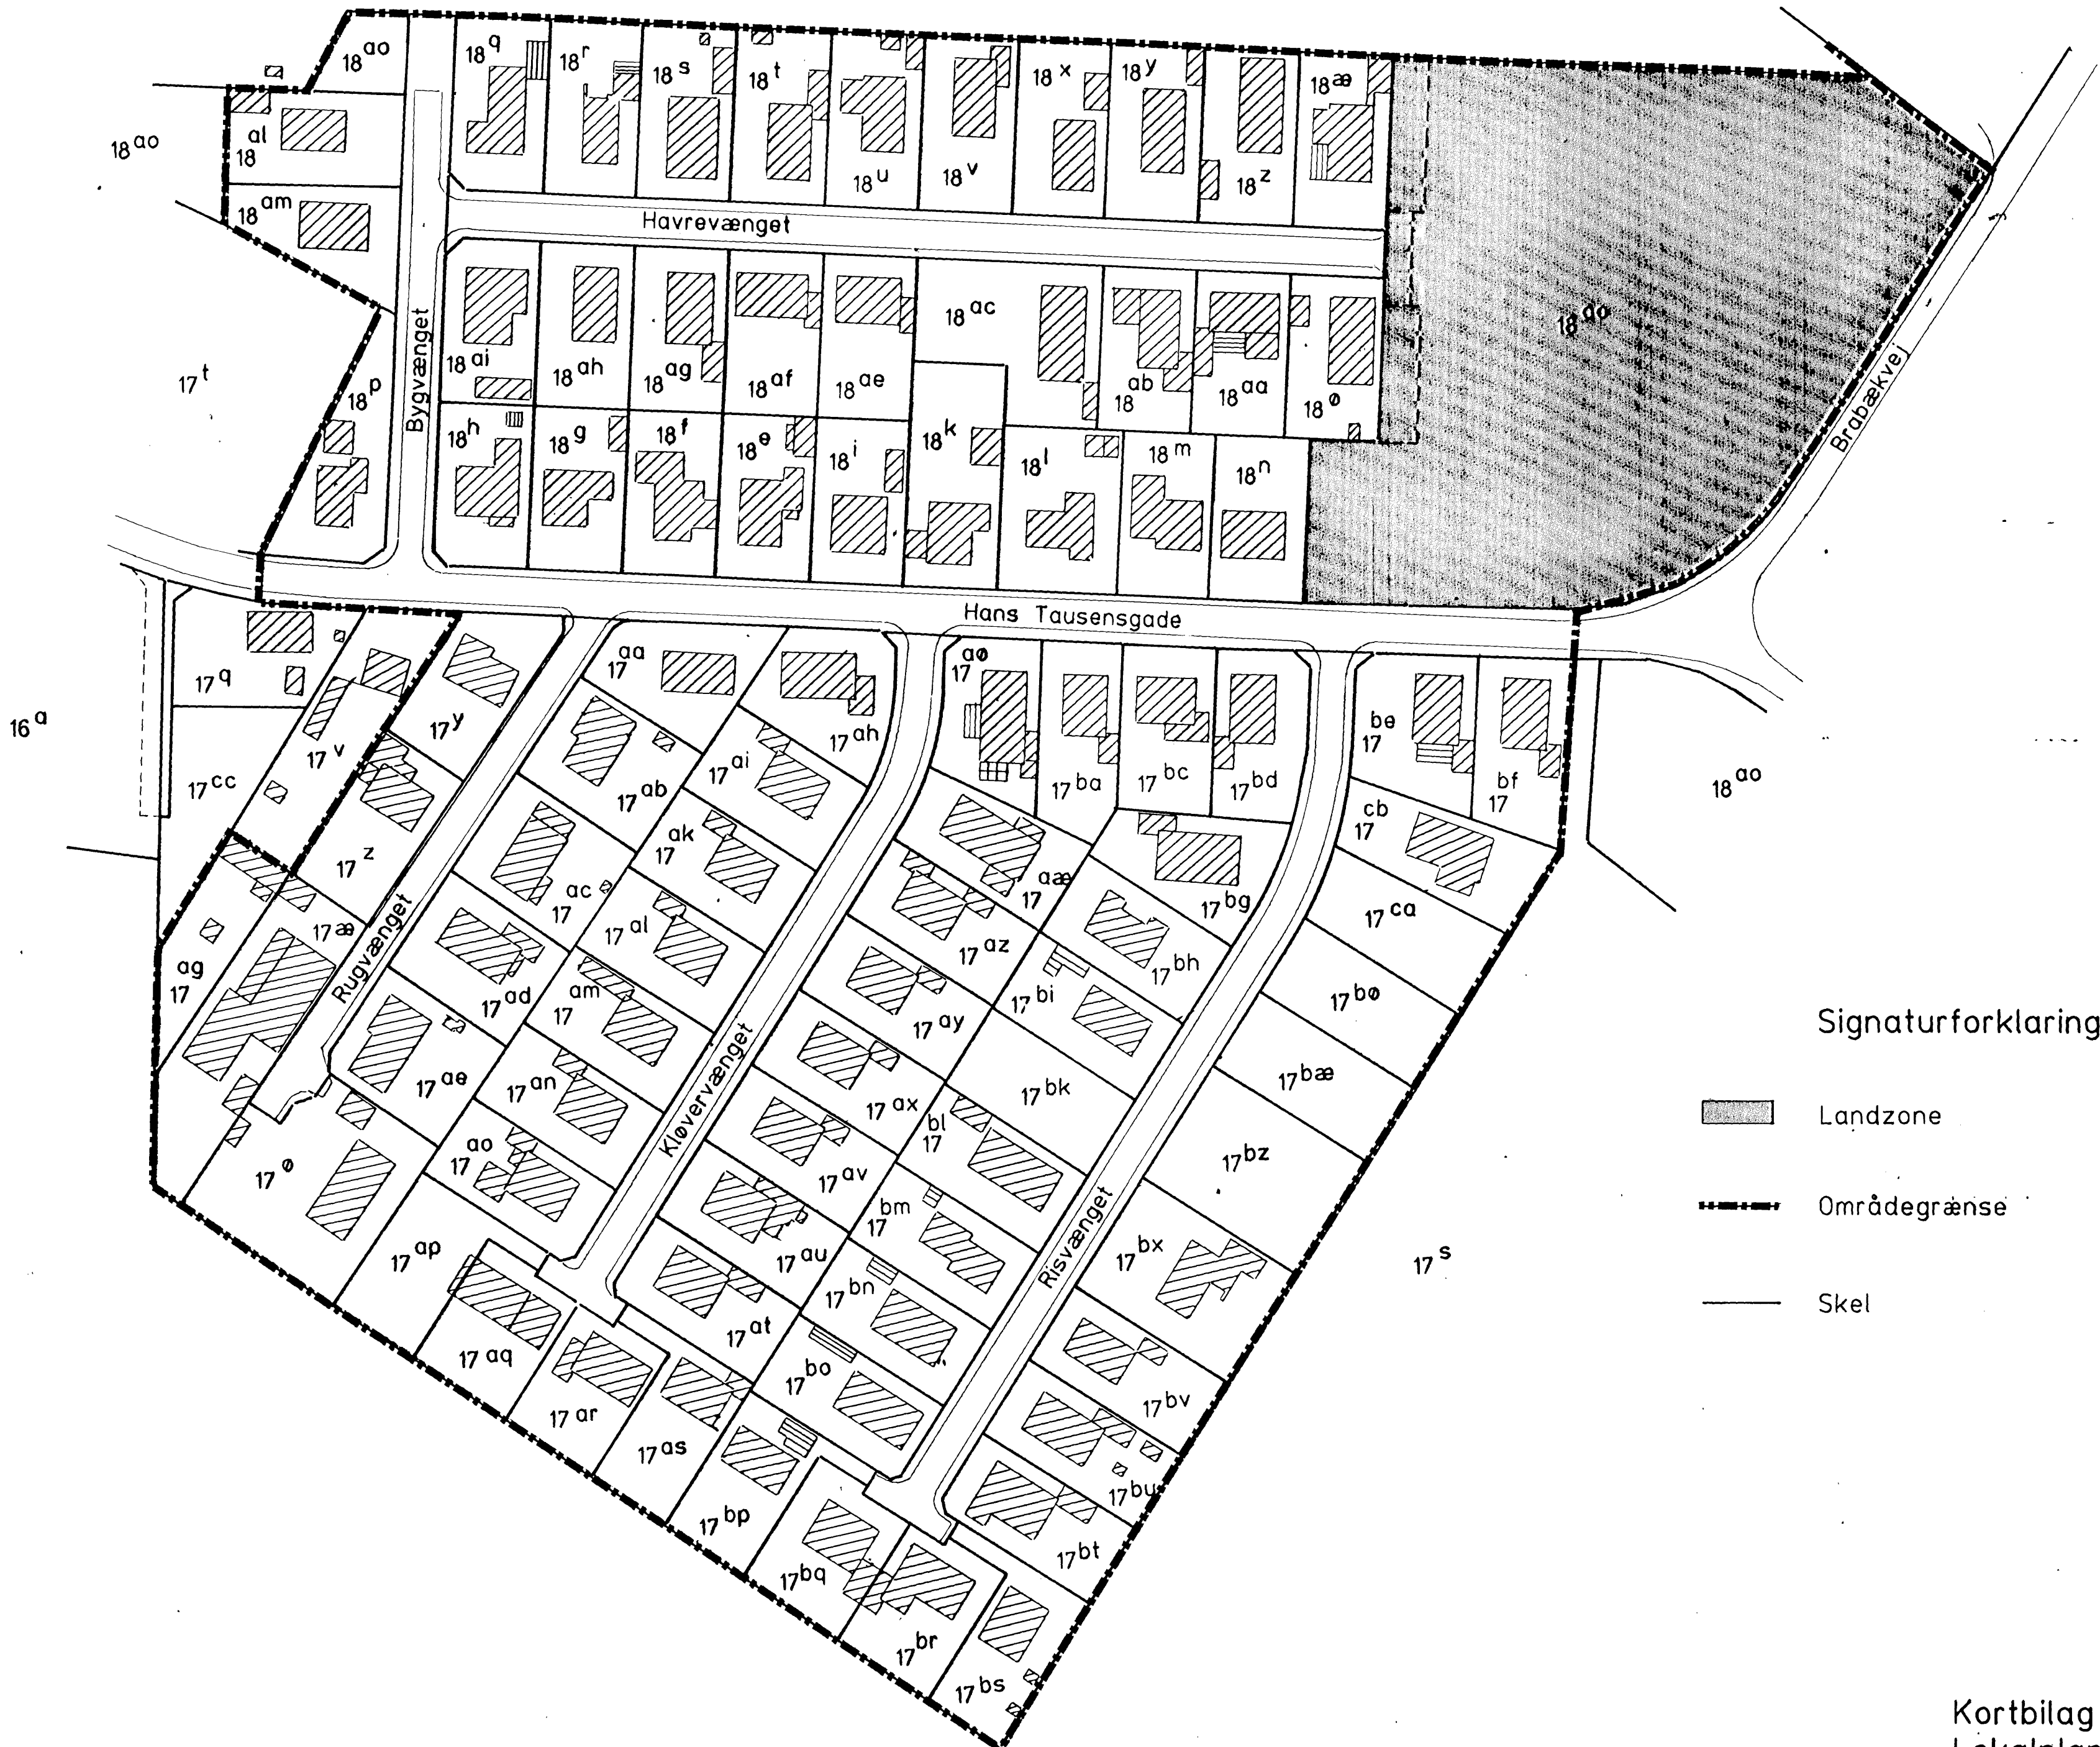 18 ao
18 q
18 r
18 s
18 t
18 u
18 v
18 x
18 y
18 z
18 æ
18 ao
al
18
18 am
Havrevænget
18 ai
18 ah
18 ag
18 af
18 ae
18 ac
ab
18
18 aa
18 ø
18 ao
17 t
18 p
Bygvænget
18 h
18 g
18 f
18 e
18 i
18 k
18 l
18 m
18 n
Brabækvej
Hans Tausensgade
16 a
17 q
17 cc
17 v
17 y
17 z
17 æ
ag
17
17 ø
Rugvænget
aa
17
17 ab
ac
17
17 ad
17 ae
17 ah
17 ai
ak
17
17 al
am
17
17 an
ao
17
17 ap
17 aq
17 ar
17 as
Kløvervænget
aø
17
17 ba
17 bc
17 bd
aæ
17
17 az
17 ay
17 ax
17 av
17 au
17 at
17 bg
17 bh
17 bi
17 bk
bl
17
bm
17
17 bn
bo
17
17 bp
17 bq
17 br
17 bs
Risvænget
be
17
bf
17
cb
17
17 ca
17 bø
17 bæ
17 bz
17 bx
17 bv
17 bu
17 bt
18 ao
17 s
Signaturforklaring
Landzone
Områdegrænse
Skel
Kortbilag
Lokalplan